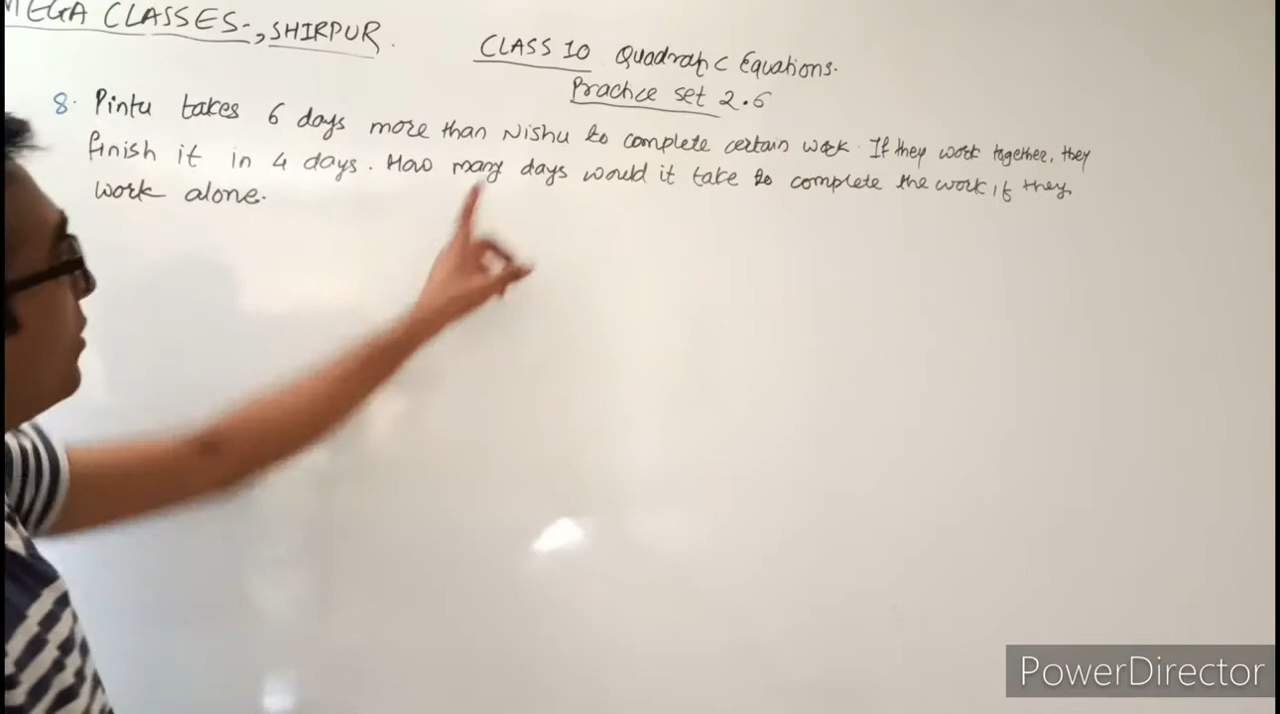 MEGA CLASSES-, SHIRPUR.
CLASS 10 Quadratic Equations.
Practice set 2.6
8. Pintu takes 6 days more than Nishu to complete certain work. If they work together, they
finish it in 4 days. How many days would it take to complete the work if they
work alone.
PowerDirector